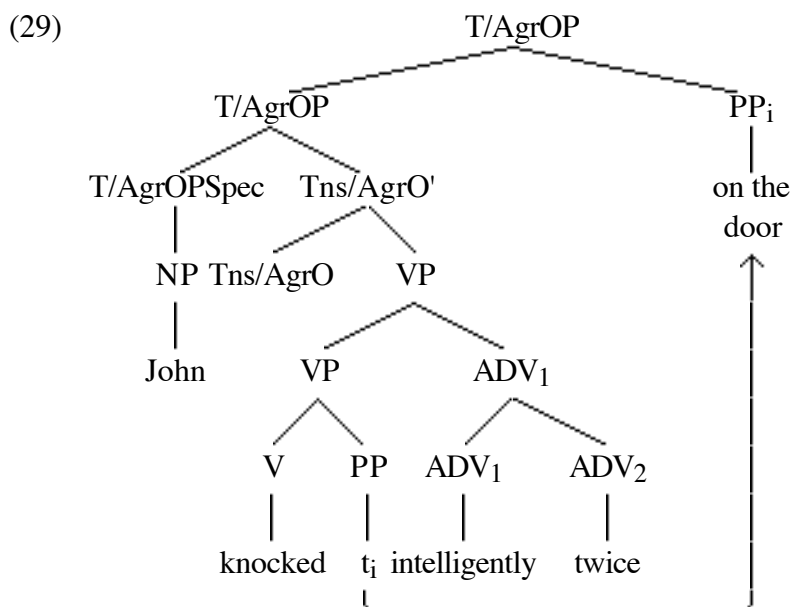 (29) T/AgrOP
T/AgrOP PPi
T/AgrOPSpec Tns/AgrO' on the
door
NP Tns/AgrO VP
John VP ADV1
V PP ADV1 ADV2
knocked ti intelligently twice